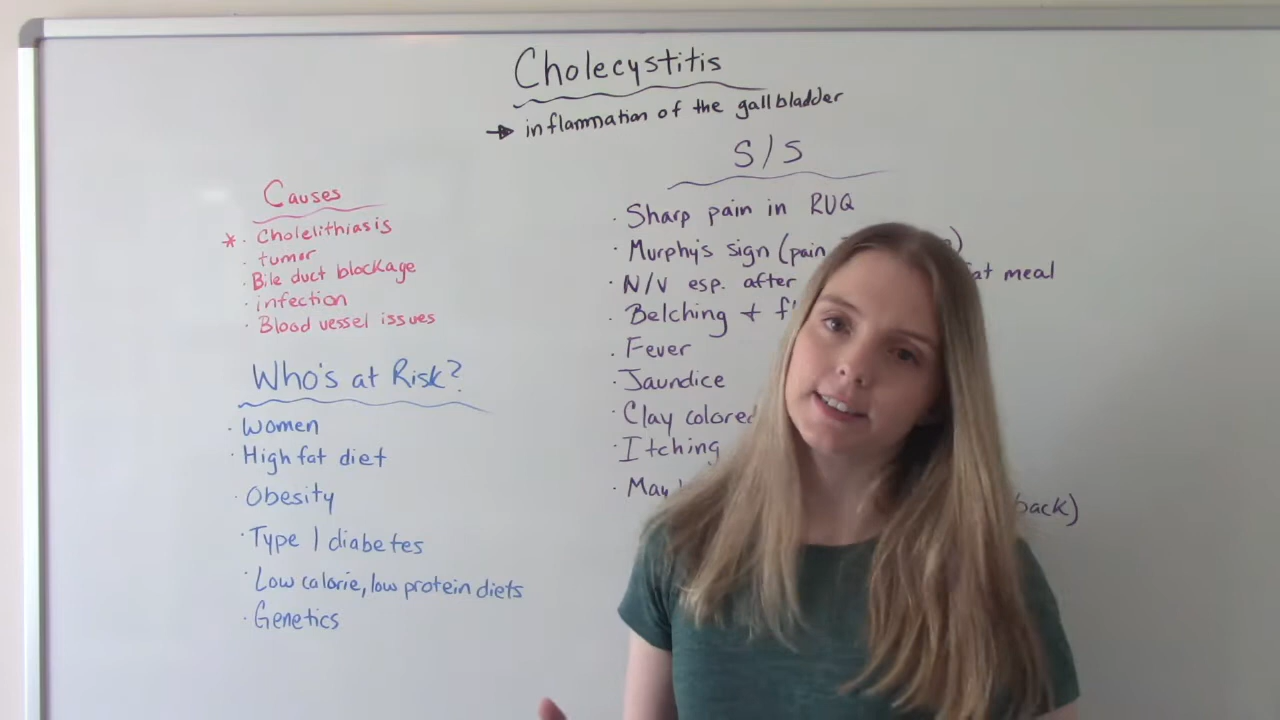 Cholecystitis
→ inflammation of the gallbladder
Causes
* · Cholelithiasis
· tumor
· Bile duct blockage
· infection
· Blood vessel issues
Who's at Risk?
· Women
· High fat diet
· Obesity
· Type 1 diabetes
· Low calorie, low protein diets
· Genetics
S/S
· Sharp pain in RUQ
· Murphy's sign (pain )
· N/V esp. after meal
· Belching +
· Fever
· Jaundice
· Clay colored
· Itching
· May back)